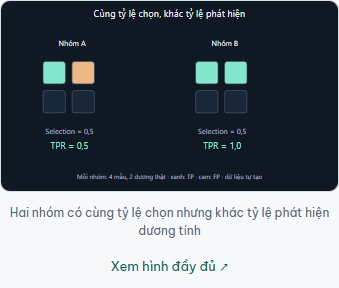 Cùng tỷ lệ chọn, khác tỷ lệ phát hiện
Nhóm A
Nhóm B
Selection = 0,5
Selection = 0,5
TPR = 0,5
TPR = 1,0
Mỗi nhóm: 4 mẫu, 2 dương thật · xanh: TP · cam: FP · dữ liệu tự tạo
Hai nhóm có cùng tỷ lệ chọn nhưng khác tỷ lệ phát hiện
dương tính
Xem hình đầy đủ ↗